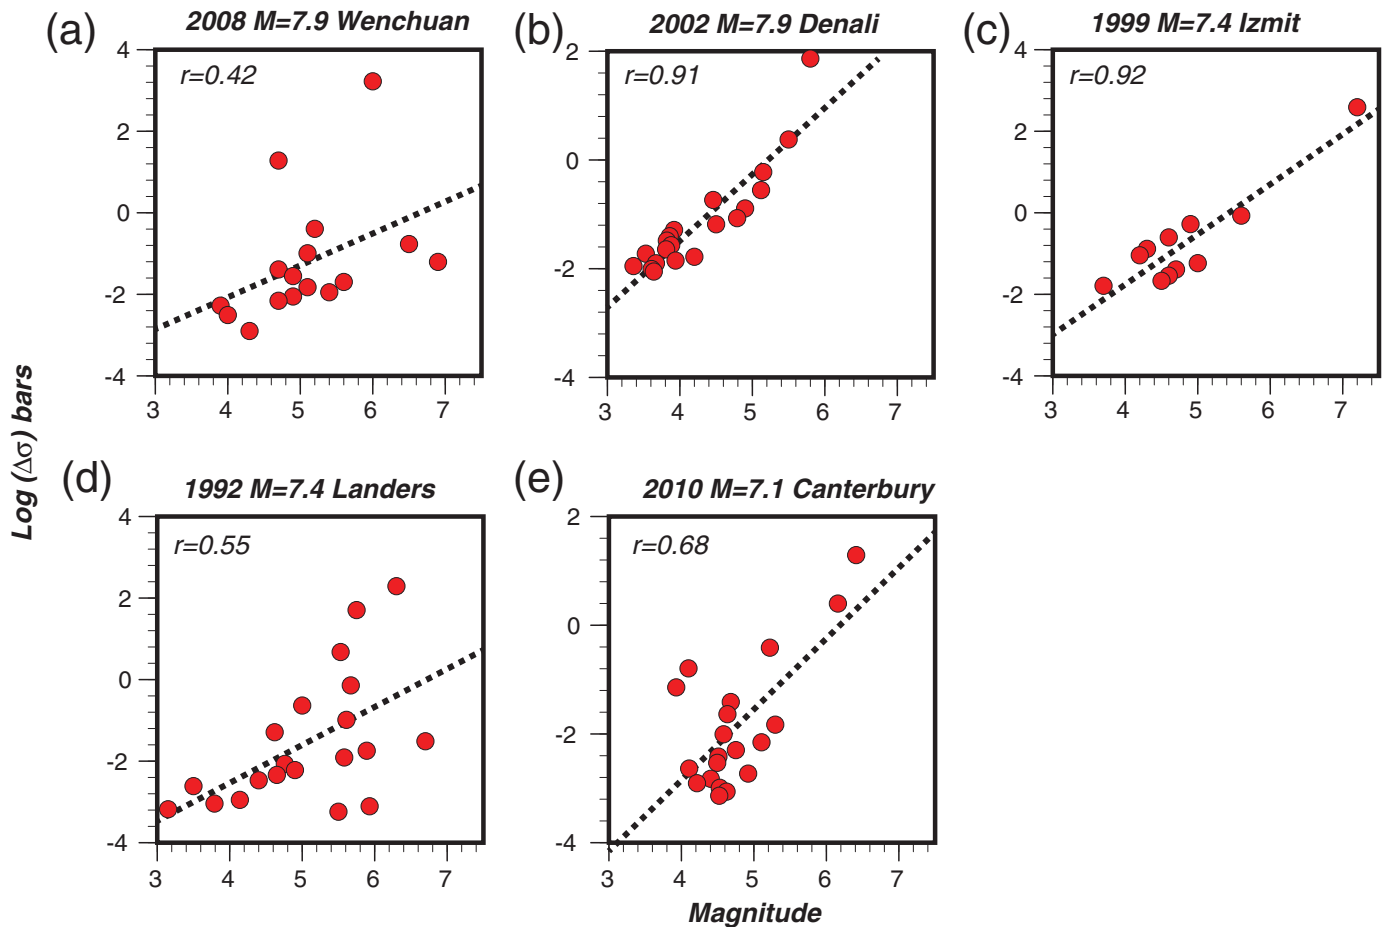 (a) 2008 M=7.9 Wenchuan
r=0.42
4
2
0
-2
-4
3 4 5 6 7
(b) 2002 M=7.9 Denali
r=0.91
2
0
-2
-4
3 4 5 6 7
(c) 1999 M=7.4 Izmit
r=0.92
4
2
0
-2
-4
3 4 5 6 7
Log (Δσ) bars
(d) 1992 M=7.4 Landers
r=0.55
4
2
0
-2
-4
3 4 5 6 7
(e) 2010 M=7.1 Canterbury
r=0.68
2
0
-2
-4
3 4 5 6 7
Magnitude